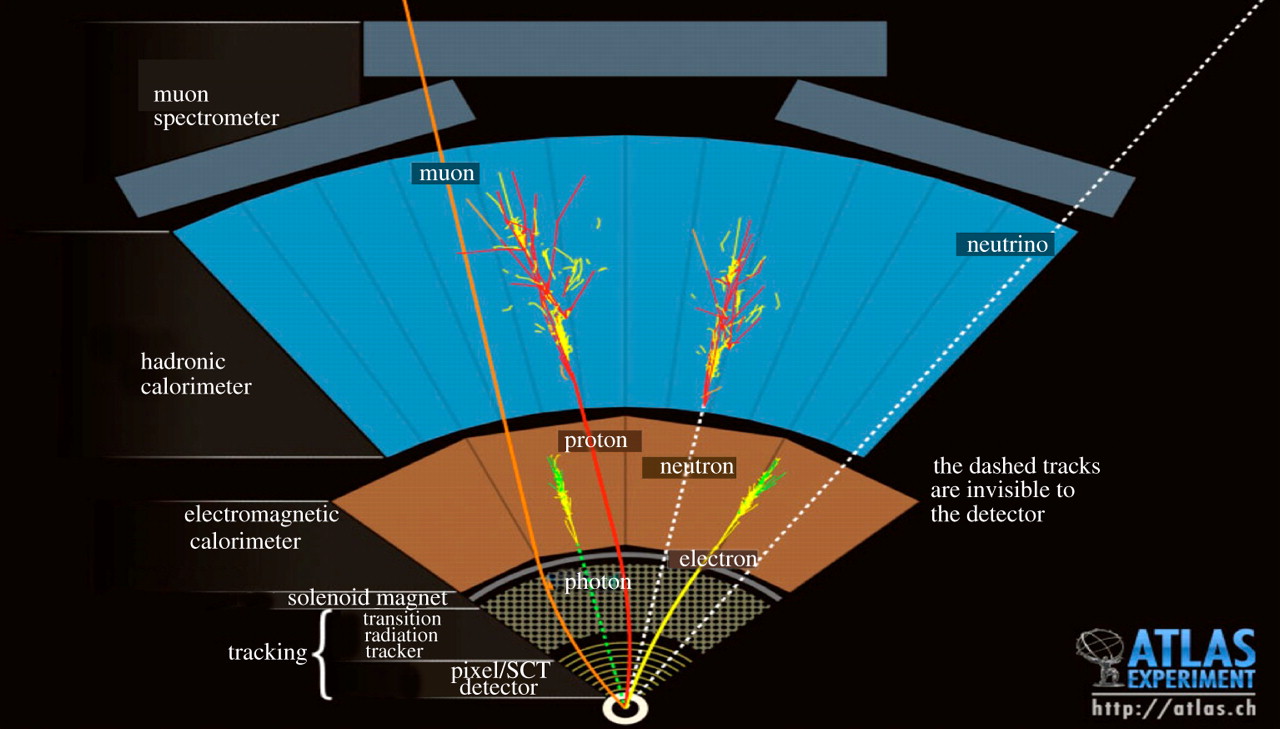 muon
spectrometer
muon
neutrino
hadronic
calorimeter
proton
neutron
the dashed tracks
are invisible to
the detector
electromagnetic
calorimeter
electron
photon
solenoid magnet
transition
radiation
tracker
tracking
pixel/SCT
detector
ATLAS
EXPERIMENT
http://atlas.ch